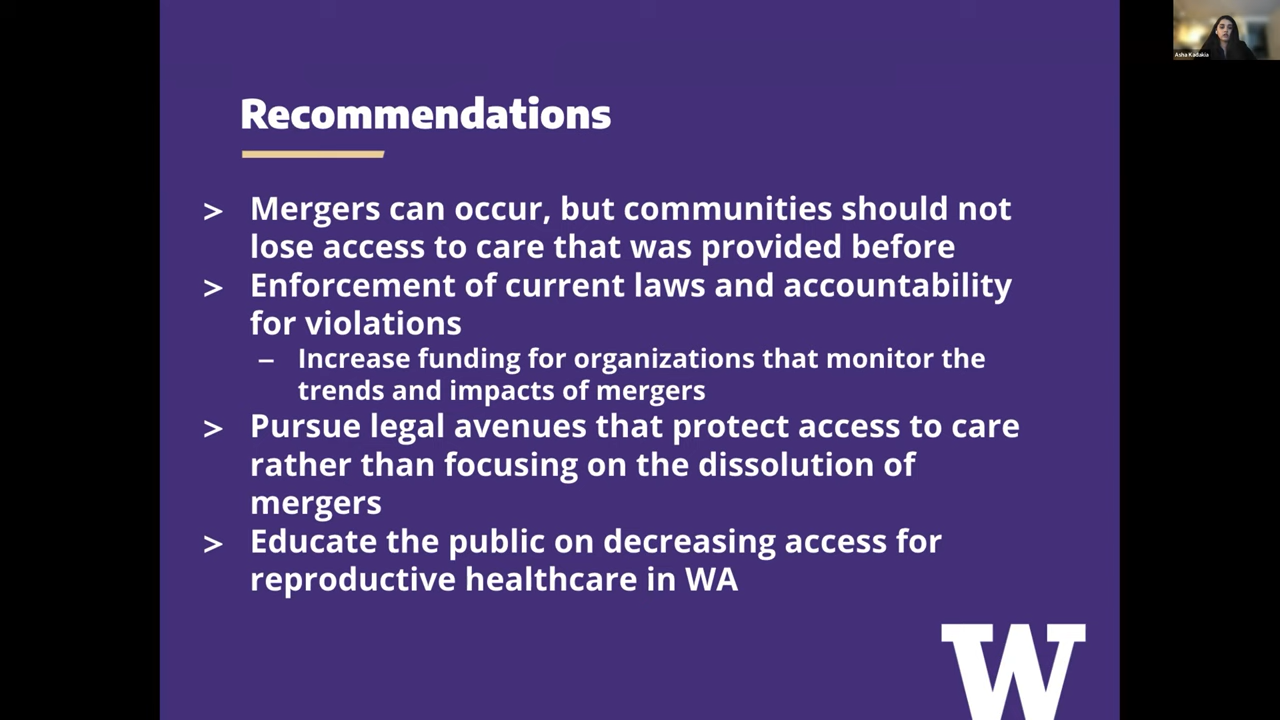 Asha Kadakia
Recommendations
> Mergers can occur, but communities should not
lose access to care that was provided before
> Enforcement of current laws and accountability
for violations
– Increase funding for organizations that monitor the
trends and impacts of mergers
> Pursue legal avenues that protect access to care
rather than focusing on the dissolution of
mergers
> Educate the public on decreasing access for
reproductive healthcare in WA
W